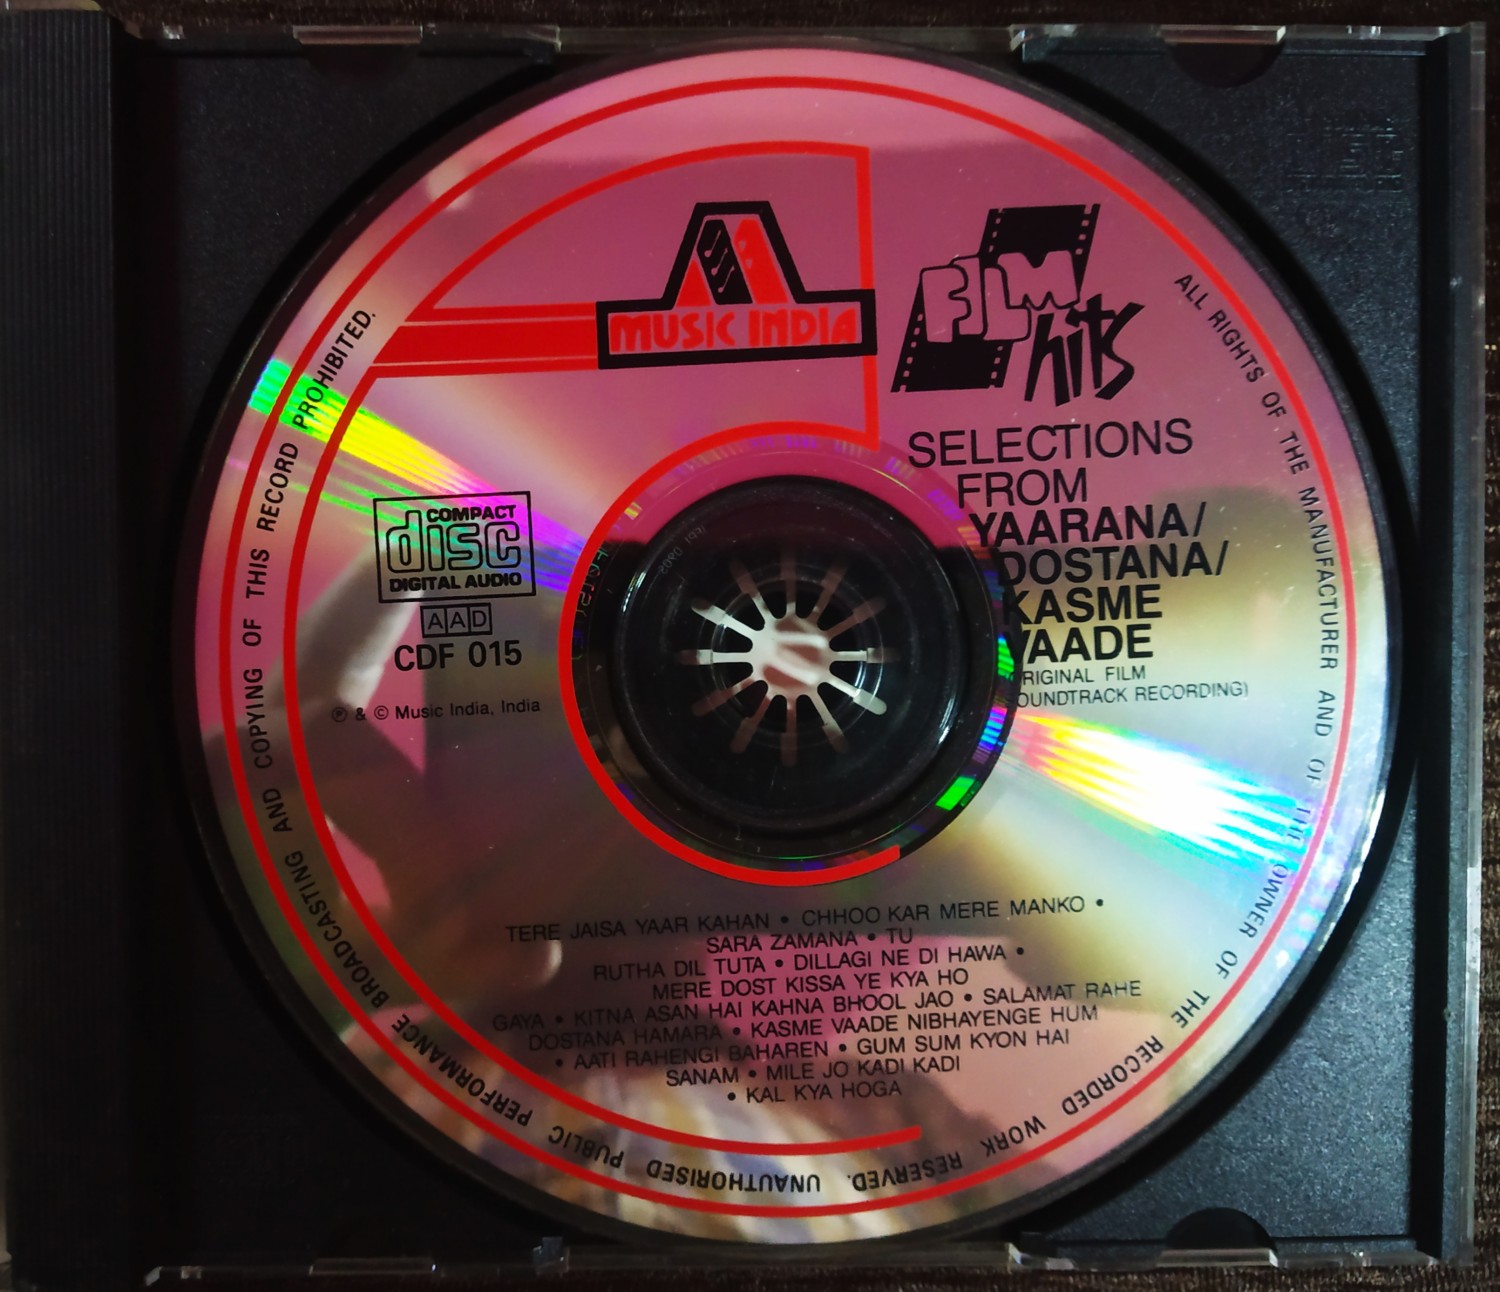 MUSIC INDIA
FILM
hits
SELECTIONS
FROM
YAARANA/
DOSTANA/
KASME
VAADE
RIGINAL FILM
OUNDTRACK RECORDING)
COMPACT
disc
DIGITAL AUDIO
AAD
CDF 015
℗ & © Music India, India
TERE JAISA YAAR KAHAN • CHHOO KAR MERE MANKO •
SARA ZAMANA • TU
RUTHA DIL TUTA • DILLAGI NE DI HAWA •
MERE DOST KISSA YE KYA HO
GAYA • KITNA ASAN HAI KAHNA BHOOL JAO • SALAMAT RAHE
DOSTANA HAMARA • KASME VAADE NIBHAYENGE HUM
• AATI RAHENGI BAHAREN • GUM SUM KYON HAI
SANAM • MILE JO KADI KADI
• KAL KYA HOGA
ALL RIGHTS OF THE MANUFACTURER AND OF THE OWNER OF THE RECORDED WORK RESERVED. UNAUTHORISED PUBLIC PERFORMANCE BROADCASTING AND COPYING OF THIS RECORD PROHIBITED.